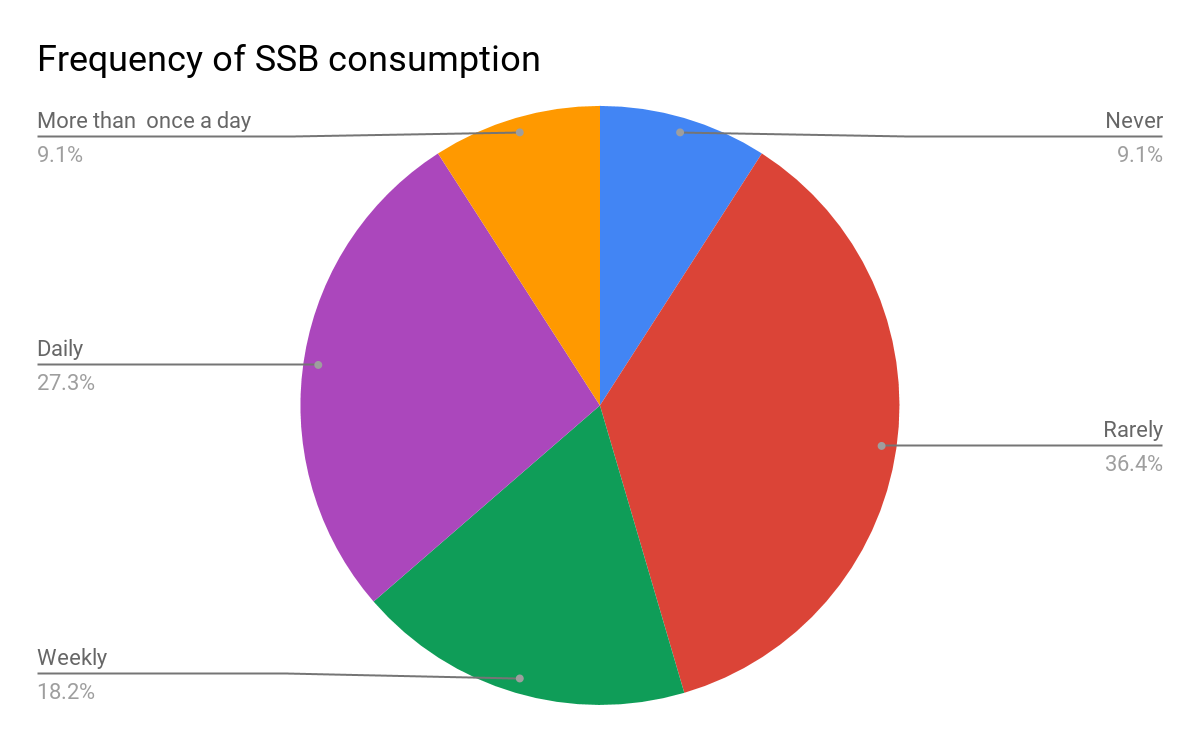 Frequency of SSB consumption
More than  once a day
9.1%
Never
9.1%
Daily
27.3%
Rarely
36.4%
Weekly
18.2%